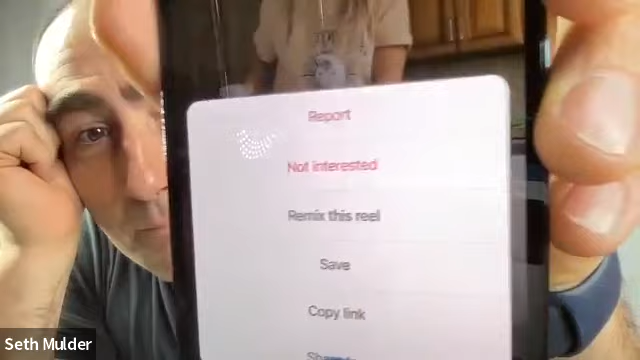 Report
Not interested
Remix this reel
Save
Copy link
Seth Mulder